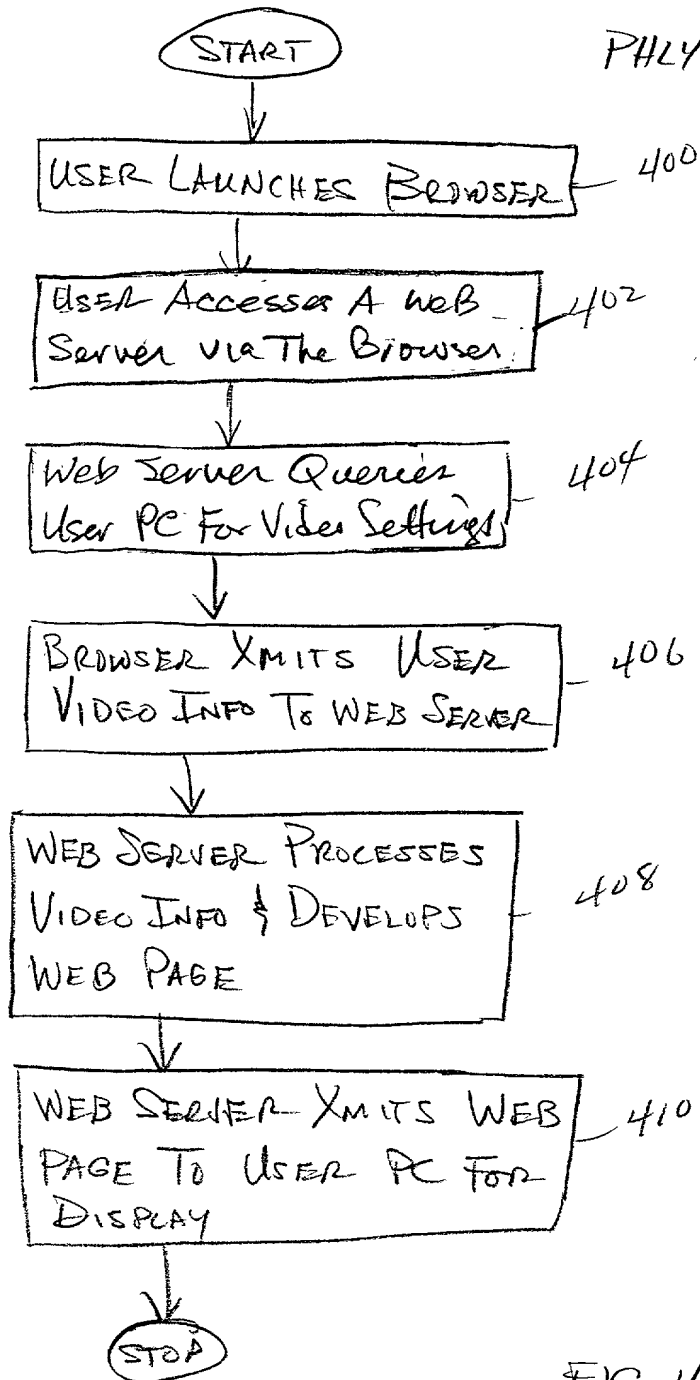 START
PHLY
USER LAUNCHES BROWSER
400
User Accesses A Web
Server via The Browser.
402
Web Server Queries
User PC For Video Settings
404
BROWSER XMITS USER
VIDEO INFO TO WEB SERVER
406
WEB SERVER PROCESSES
VIDEO INFO & DEVELOPS
WEB PAGE
408
WEB SERVER XMITS WEB
PAGE TO USER PC FOR
DISPLAY
410
STOP